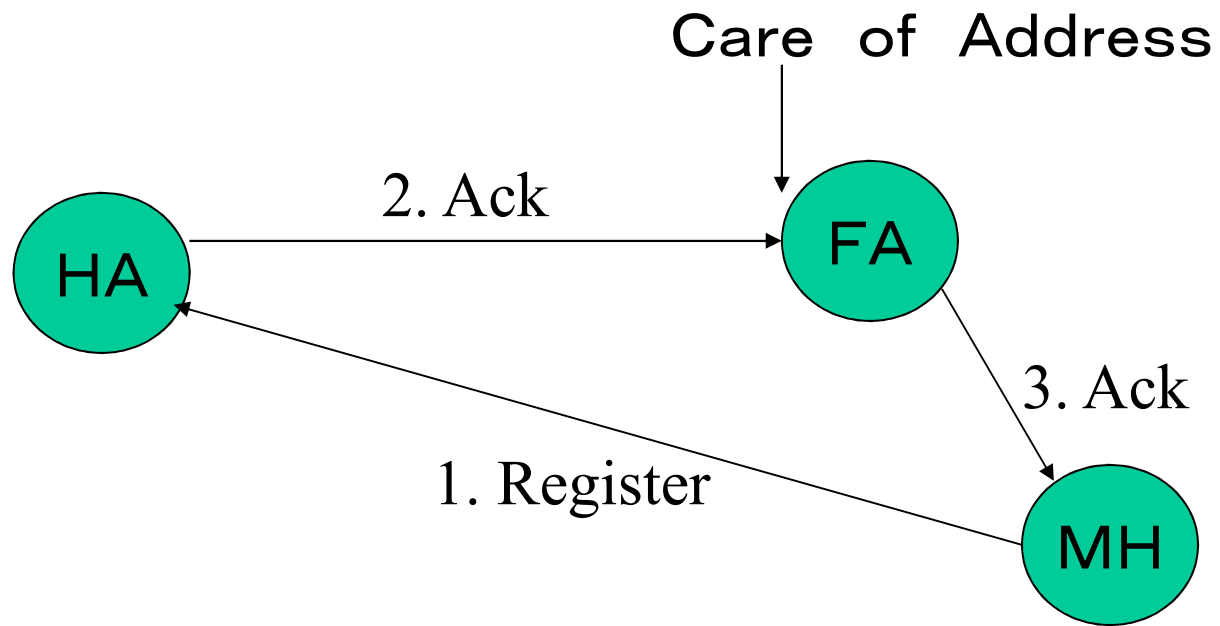 Care of Address
2. Ack
FA
HA
3. Ack
1. Register
MH